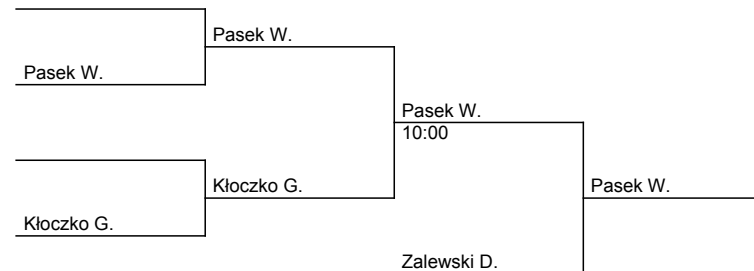 Pasek W.
Pasek W.
Pasek W.
10:00
Kłoczko G.
Pasek W.
Kłoczko G.
Zalewski D.